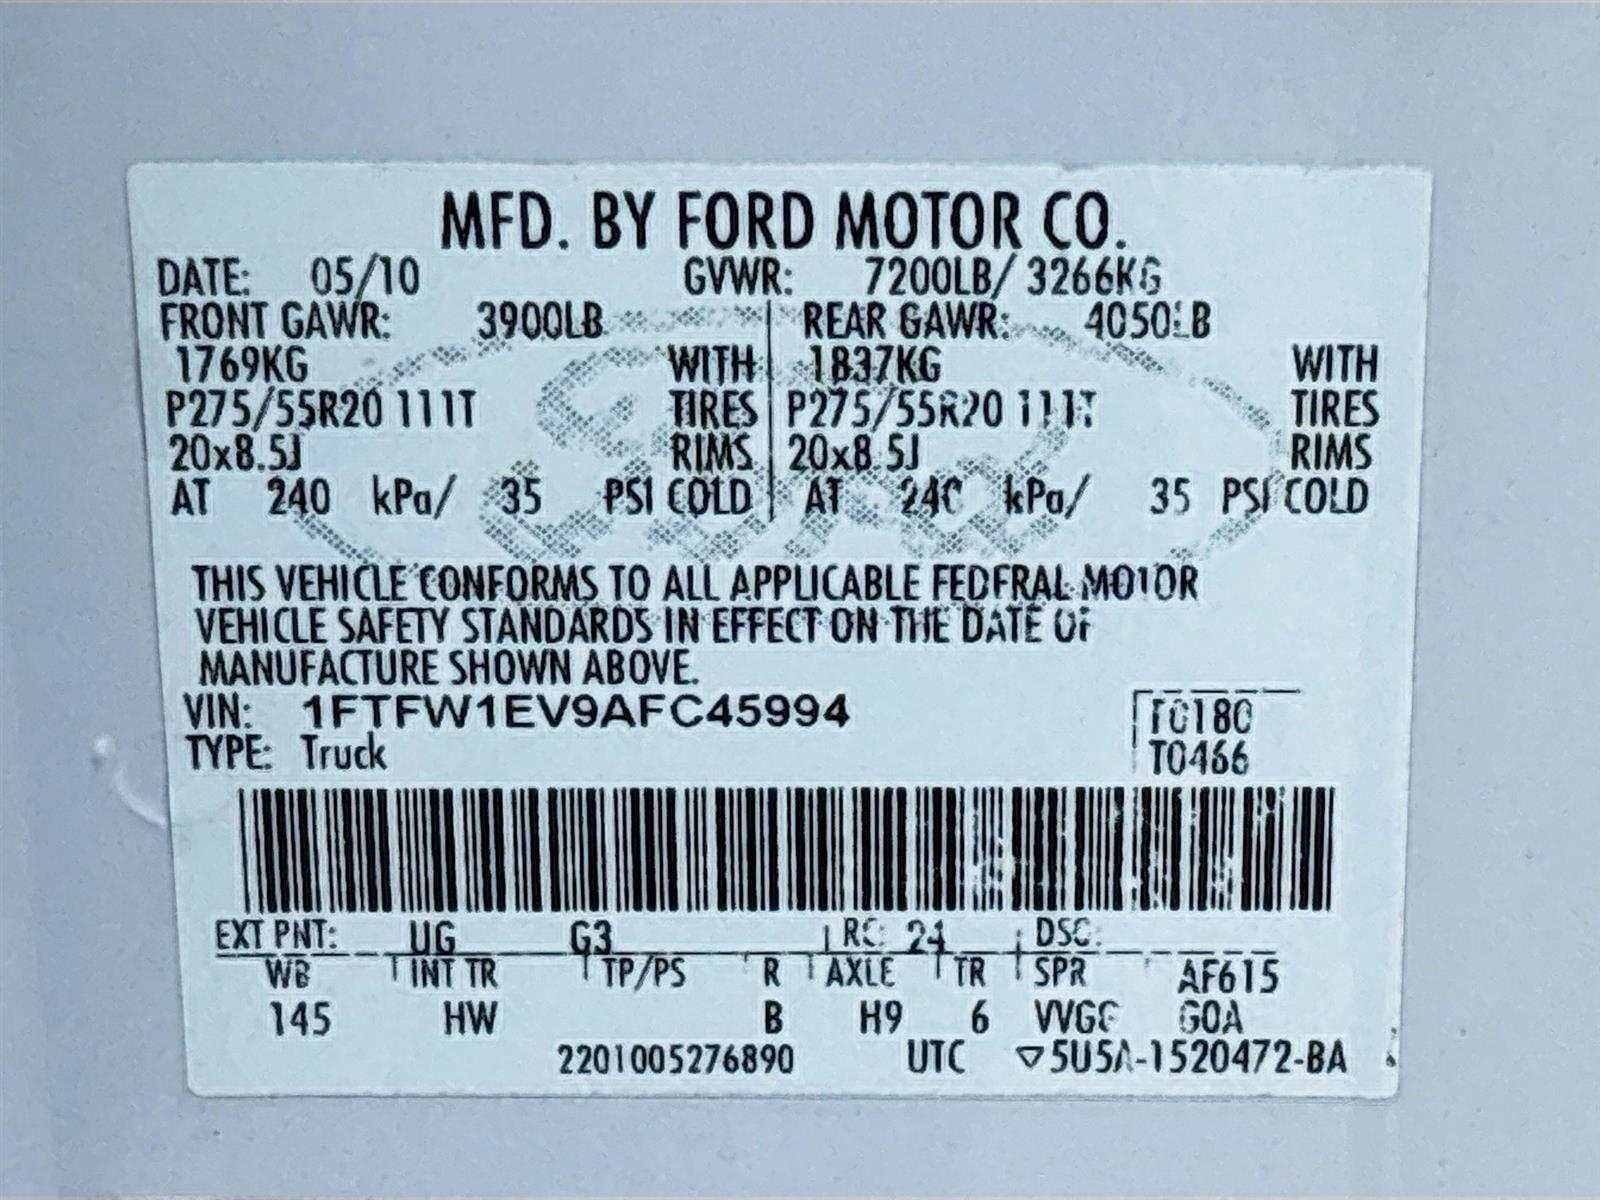 MFD. BY FORD MOTOR CO.
DATE: 05/10 GVWR: 7200LB/ 3266KG
FRONT GAWR: 3900LB REAR GAWR: 4050LB
1769KG WITH 1837KG WITH
P275/55R20 111T TIRES P275/55R20 111T TIRES
20x8.5J RIMS 20x8.5J RIMS
AT 240 kPa/ 35 PSI COLD AT 240 kPa/ 35 PSI COLD
THIS VEHICLE CONFORMS TO ALL APPLICABLE FEDERAL MOTOR
VEHICLE SAFETY STANDARDS IN EFFECT ON THE DATE OF
MANUFACTURE SHOWN ABOVE.
VIN: 1FTFW1EV9AFC45994 T0180
TYPE: Truck T0466
EXT PNT: UG G3 RC: 24 DSO:
WB INT TR TP/PS R AXLE TR SPR AF615
145 HW B H9 6 GOA
2201005276890 UTC ▽5U5A-1520472-BA